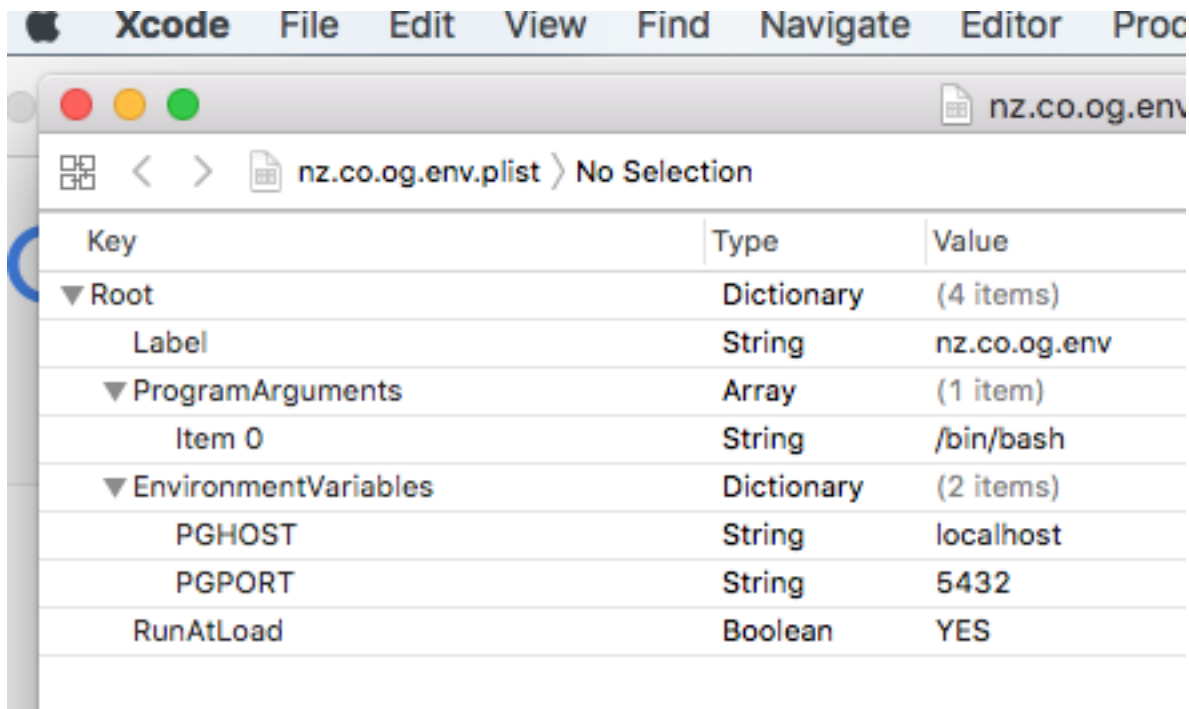 Xcode File Edit View Find Navigate Editor
nz.co.og.env
nz.co.og.env.plist No Selection
Key Type Value
Root Dictionary (4 items)
Label String nz.co.og.env
ProgramArguments Array (1 item)
Item 0 String /bin/bash
EnvironmentVariables Dictionary (2 items)
PGHOST String localhost
PGPORT String 5432
RunAtLoad Boolean YES